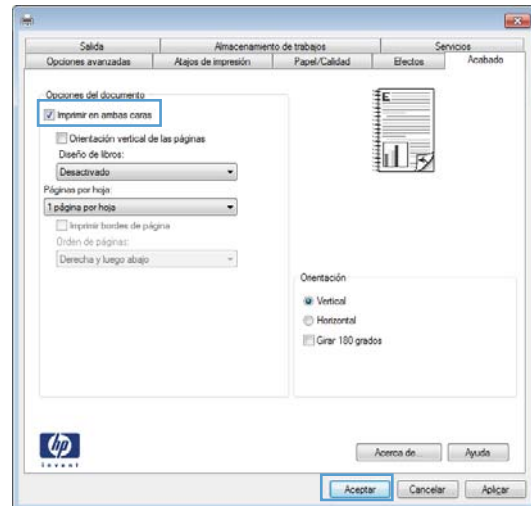 Salida Almacenamiento de trabajos Servicios
Opciones avanzadas Atajos de impresión Papel/Calidad Efectos Acabado
Opciones del documento
Imprimir en ambas caras
Orientación vertical de las páginas
Diseño de libros:
Desactivado
Páginas por hoja:
1 página por hoja
Imprimir bordes de página
Orden de páginas:
Derecha y luego abajo
E
Orientación
Vertical
Horizontal
Girar 180 grados
hp
invent
Acerca de... Ayuda
Aceptar Cancelar Aplicar